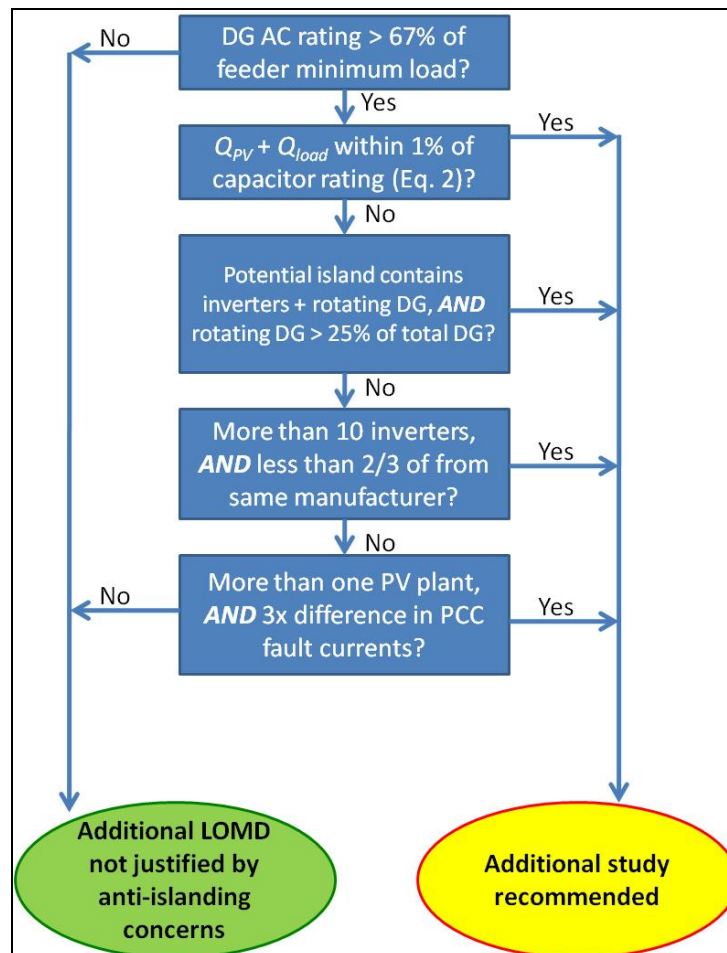 DG AC rating > 67% of
feeder minimum load?
No
Yes
Q_PV + Q_load within 1% of
capacitor rating (Eq. 2)?
Yes
No
Potential island contains
inverters + rotating DG, AND
rotating DG > 25% of total DG?
Yes
No
More than 10 inverters,
AND less than 2/3 of from
same manufacturer?
Yes
No
More than one PV plant,
AND 3x difference in PCC
fault currents?
No
Yes
Additional LOMD
not justified by
anti-islanding
concerns
Additional study
recommended